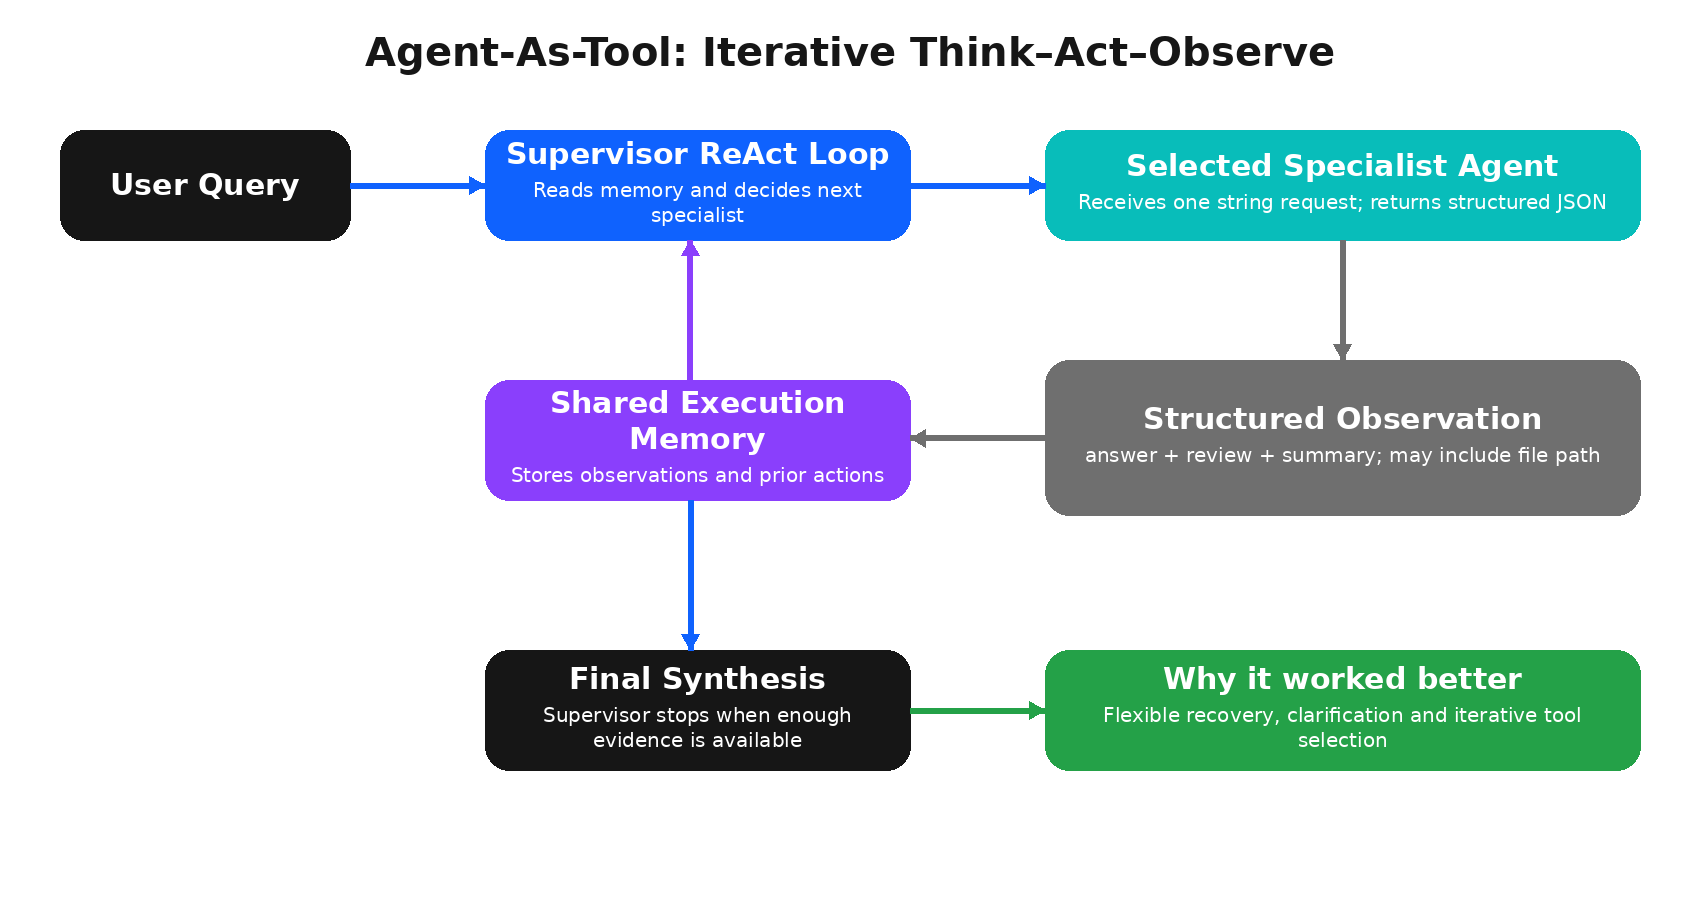 Agent-As-Tool: Iterative Think–Act–Observe
User Query
Supervisor ReAct Loop
Reads memory and decides next
specialist
Selected Specialist Agent
Receives one string request; returns structured JSON
Shared Execution
Memory
Stores observations and prior actions
Structured Observation
answer + review + summary; may include file path
Final Synthesis
Supervisor stops when enough
evidence is available
Why it worked better
Flexible recovery, clarification and iterative tool
selection